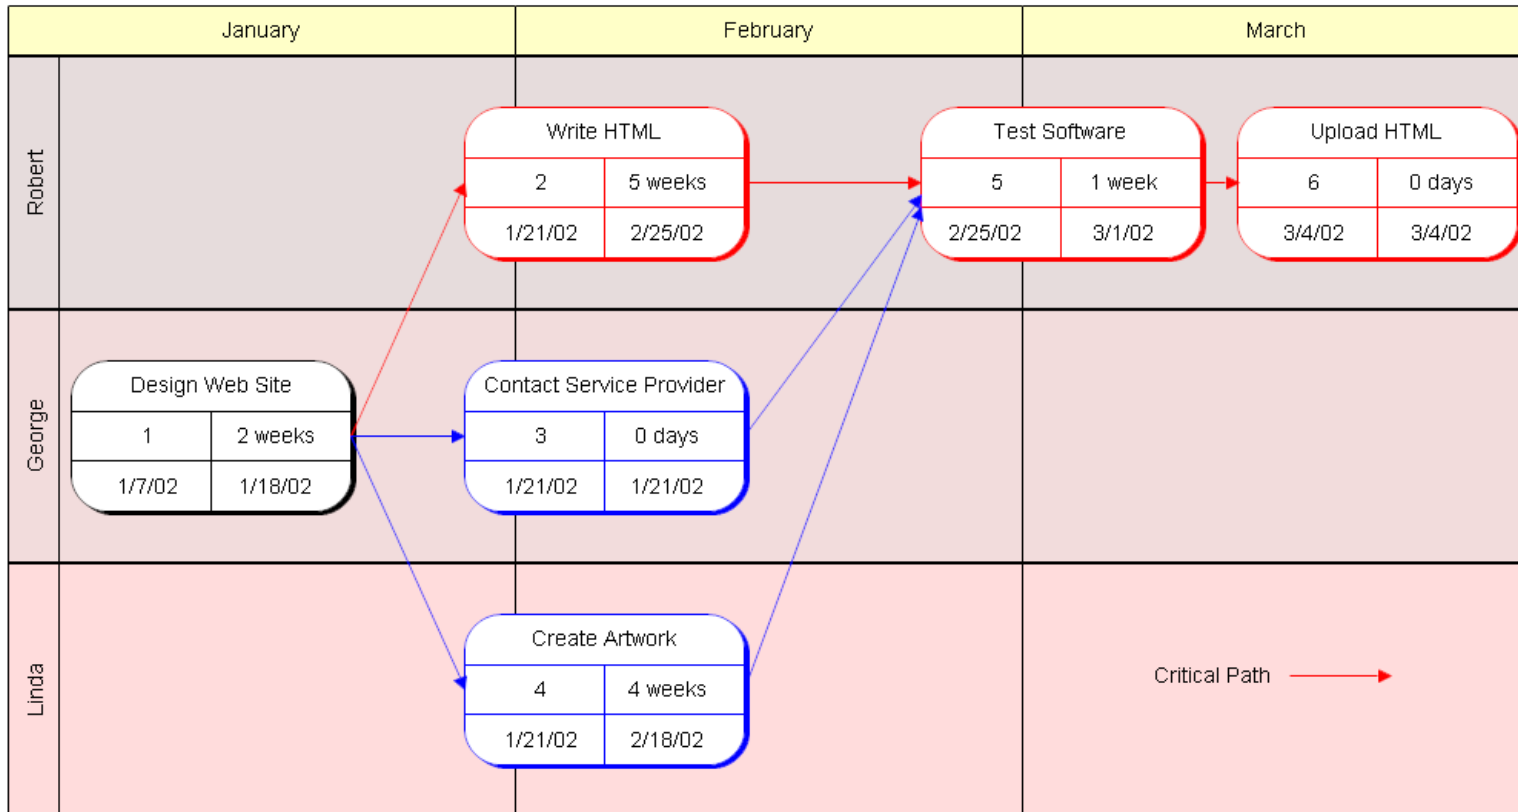 January
February
March
Robert
Write HTML
2
5 weeks
1/21/02
2/25/02
Test Software
5
1 week
2/25/02
3/1/02
Upload HTML
6
0 days
3/4/02
3/4/02
George
Design Web Site
1
2 weeks
1/7/02
1/18/02
Contact Service Provider
3
0 days
1/21/02
1/21/02
Linda
Create Artwork
4
4 weeks
1/21/02
2/18/02
Critical Path